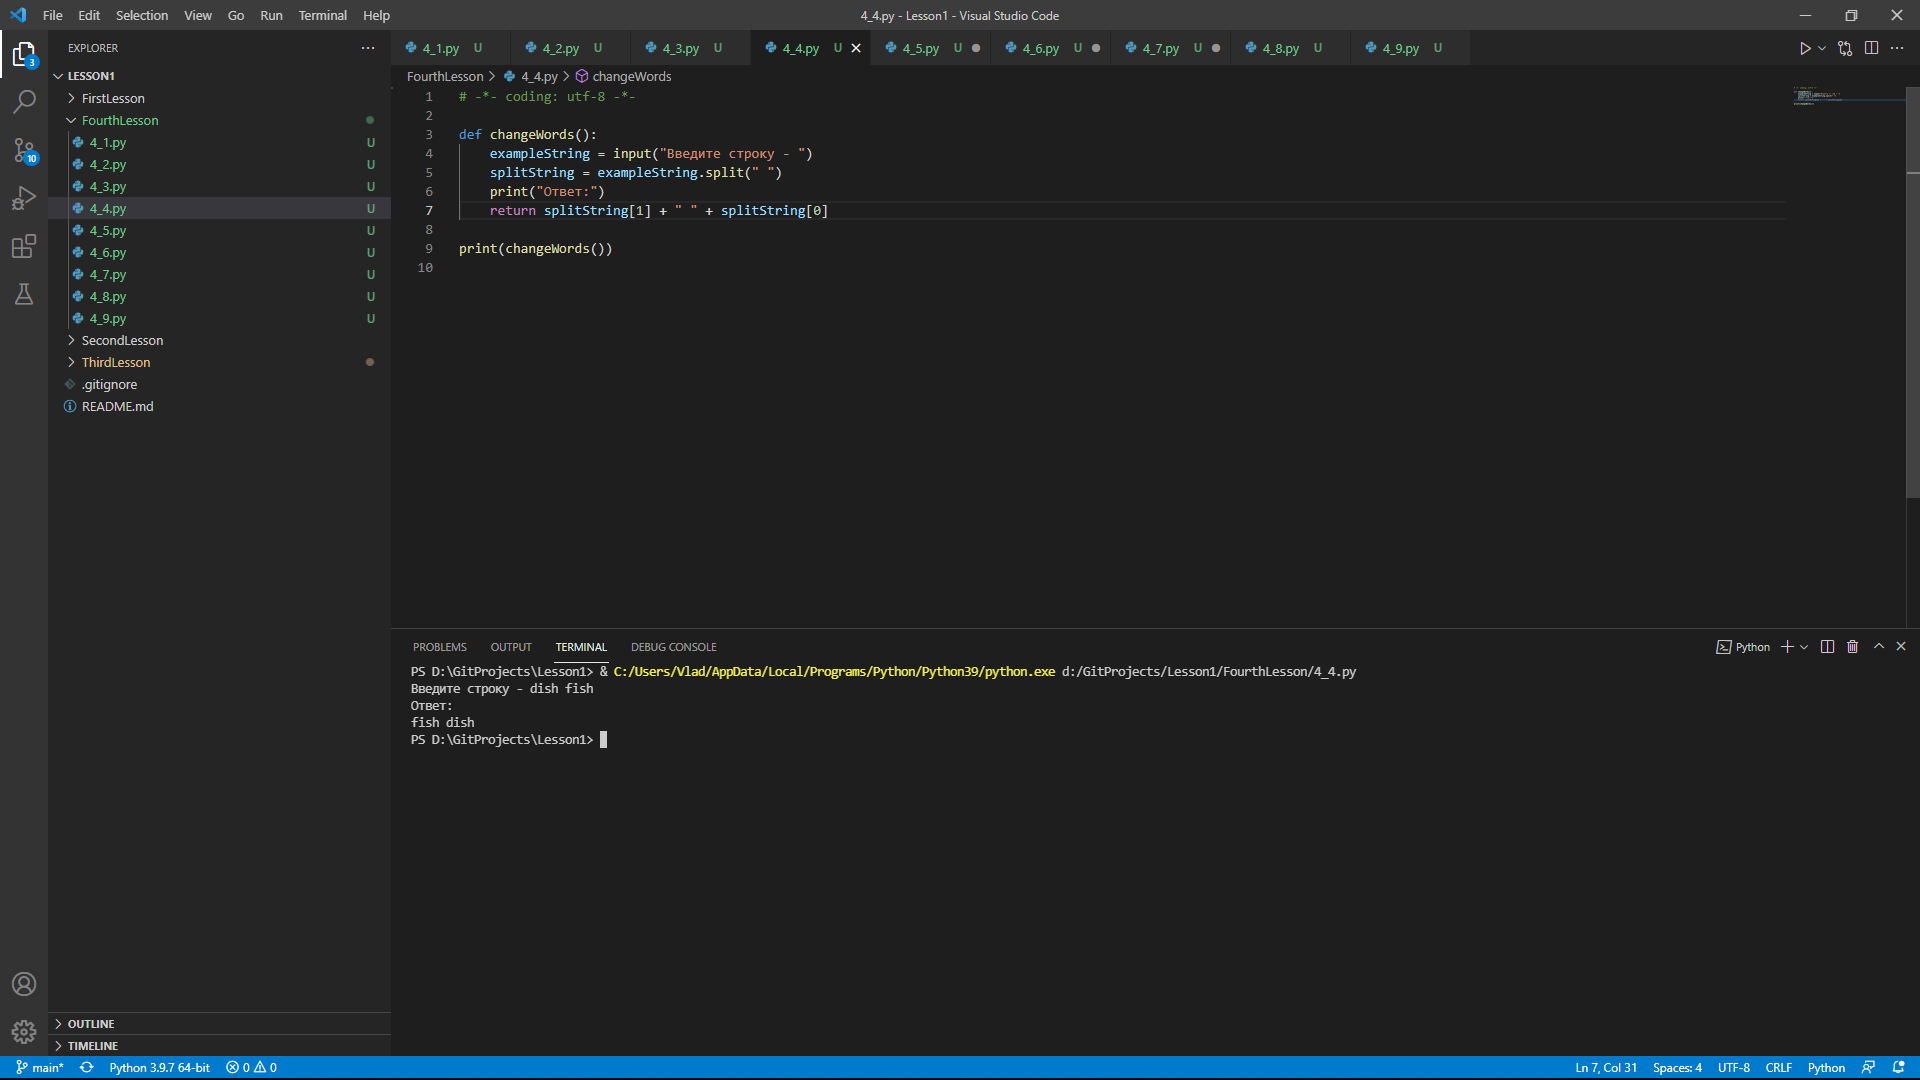 File Edit Selection View Go Run Terminal Help
4_4.py - Lesson1 - Visual Studio Code
EXPLORER
4_1.py U 4_2.py U 4_3.py U 4_4.py U 4_5.py U 4_6.py U 4_7.py U 4_8.py U 4_9.py U
FourthLesson > 4_4.py > changeWords
3
10
LESSON1
FirstLesson
FourthLesson
4_1.py U
4_2.py U
4_3.py U
4_4.py U
4_5.py U
4_6.py U
4_7.py U
4_8.py U
4_9.py U
SecondLesson
ThirdLesson
.gitignore
README.md
OUTLINE
TIMELINE
1 # -*- coding: utf-8 -*-
2
3 def changeWords():
4 exampleString = input("Введите строку - ")
5 splitString = exampleString.split(" ")
6 print("Ответ:")
7 return splitString[1] + " " + splitString[0]
8
9 print(changeWords())
10
PROBLEMS OUTPUT TERMINAL DEBUG CONSOLE
Python
PS D:\GitProjects\Lesson1> & C:/Users/Vlad/AppData/Local/Programs/Python/Python39/python.exe d:/GitProjects/Lesson1/FourthLesson/4_4.py
Введите строку - dish fish
Ответ:
fish dish
PS D:\GitProjects\Lesson1>
main* Python 3.9.7 64-bit 0 0
Ln 7, Col 31 Spaces: 4 UTF-8 CRLF Python